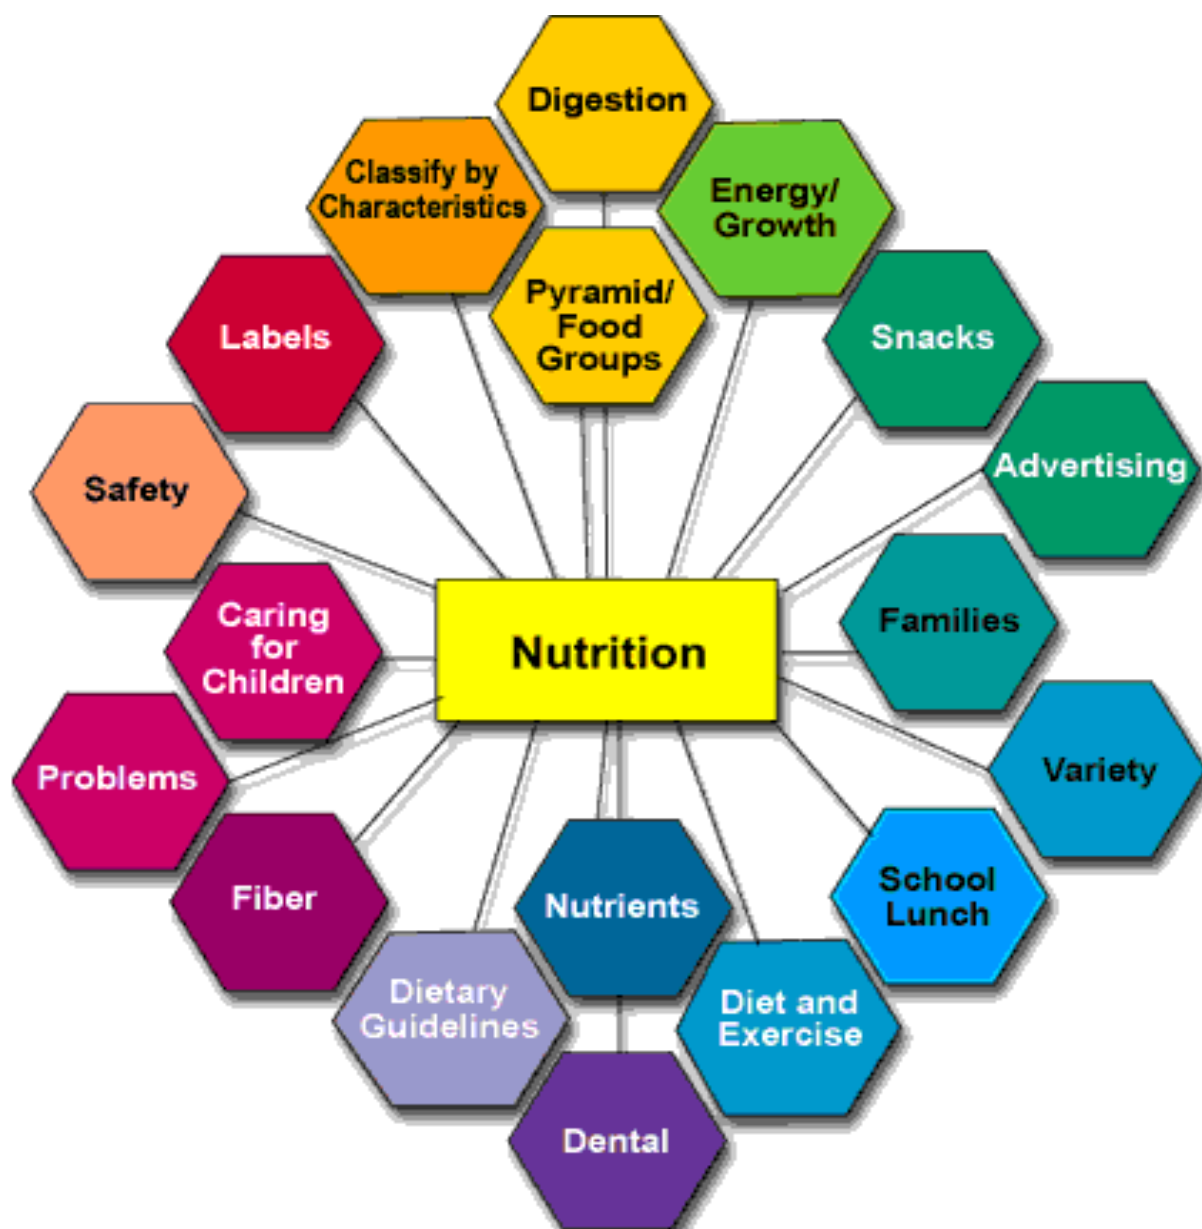 Digestion
Classify by
Characteristics
Energy/
Growth
Pyramid/
Food
Groups
Labels
Snacks
Safety
Advertising
Caring
for
Children
Nutrition
Families
Problems
Variety
Fiber
Nutrients
School
Lunch
Dietary
Guidelines
Diet and
Exercise
Dental